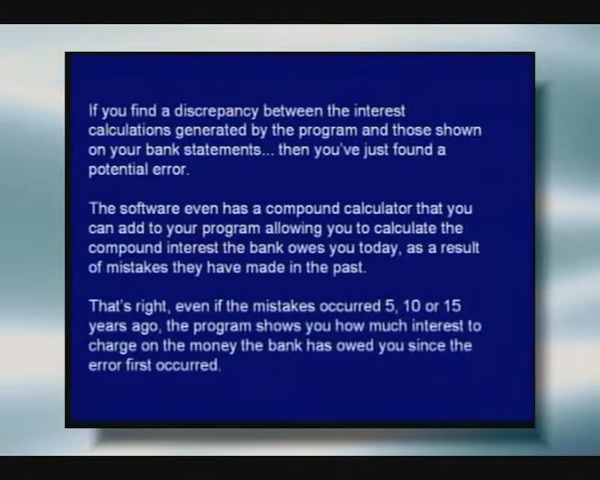 If you find a discrepancy between the interest
calculations generated by the program and those shown
on your bank statements... then you've just found a
potential error.
The software even has a compound calculator that you
can add to your program allowing you to calculate the
compound interest the bank owes you today, as a result
of mistakes they have made in the past.
That's right, even if the mistakes occurred 5, 10 or 15
years ago, the program shows you how much interest to
charge on the money the bank has owed you since the
error first occurred.